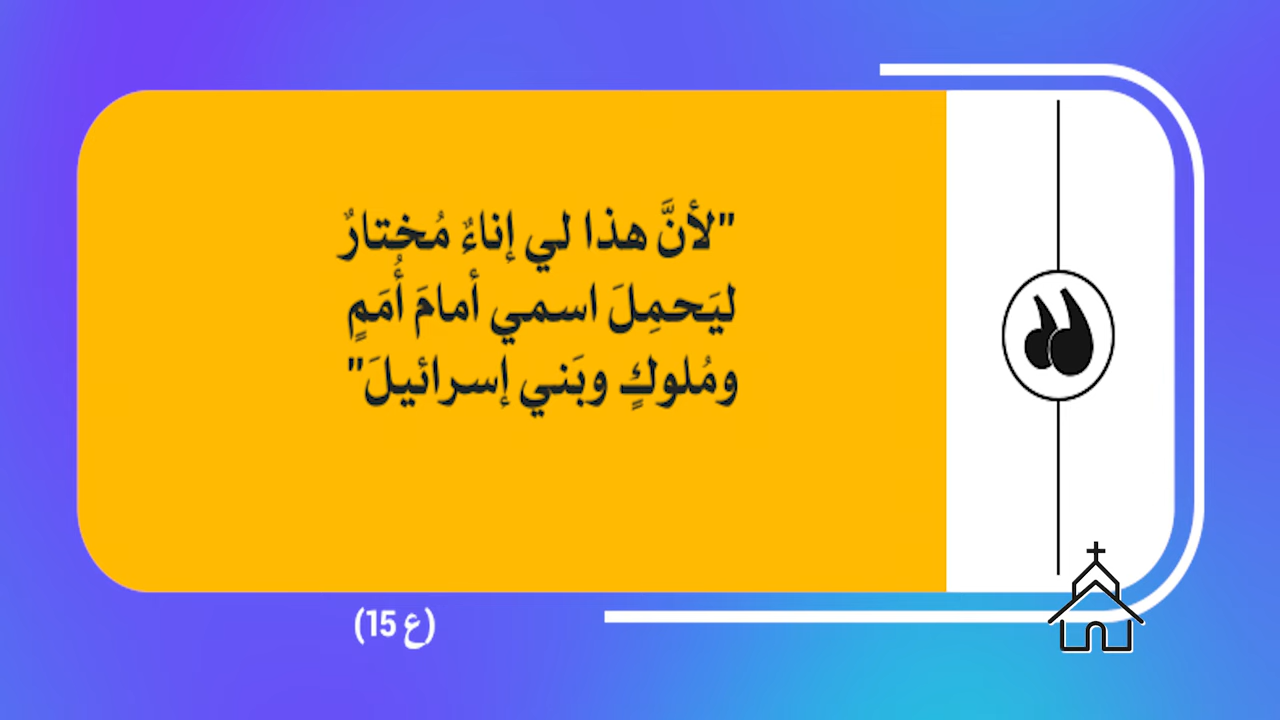 "لأنَّ هذا لي إناءٌ مُختارٌ
ليَحمِلَ اسمي أمامَ أُمَمٍ
ومُلوكٍ وبَني إسرائيلَ"
(ع 15)